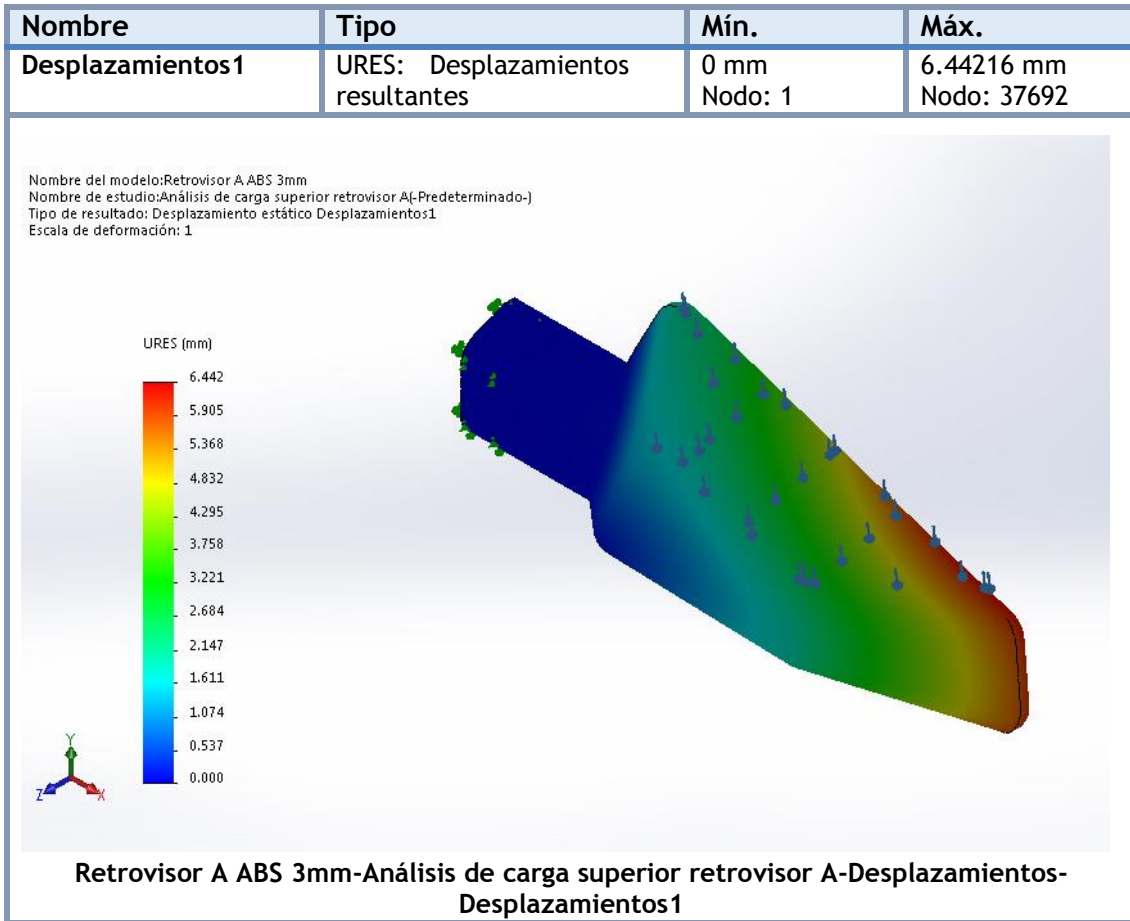 Nombre Tipo Mín. Máx.
Desplazamientos1 URES: Desplazamientos 0 mm 6.44216 mm
resultantes Nodo: 1 Nodo: 37692
Nombre del modelo:Retrovisor A ABS 3mm
Nombre de estudio:Análisis de carga superior retrovisor A(-Predeterminado-)
Tipo de resultado: Desplazamiento estático Desplazamientos1
Escala de deformación: 1
URES (mm)
6.442
5.905
5.368
4.832
4.295
3.758
3.221
2.684
2.147
1.611
1.074
0.537
0.000
Y
Z X
Retrovisor A ABS 3mm-Análisis de carga superior retrovisor A-Desplazamientos-
Desplazamientos1